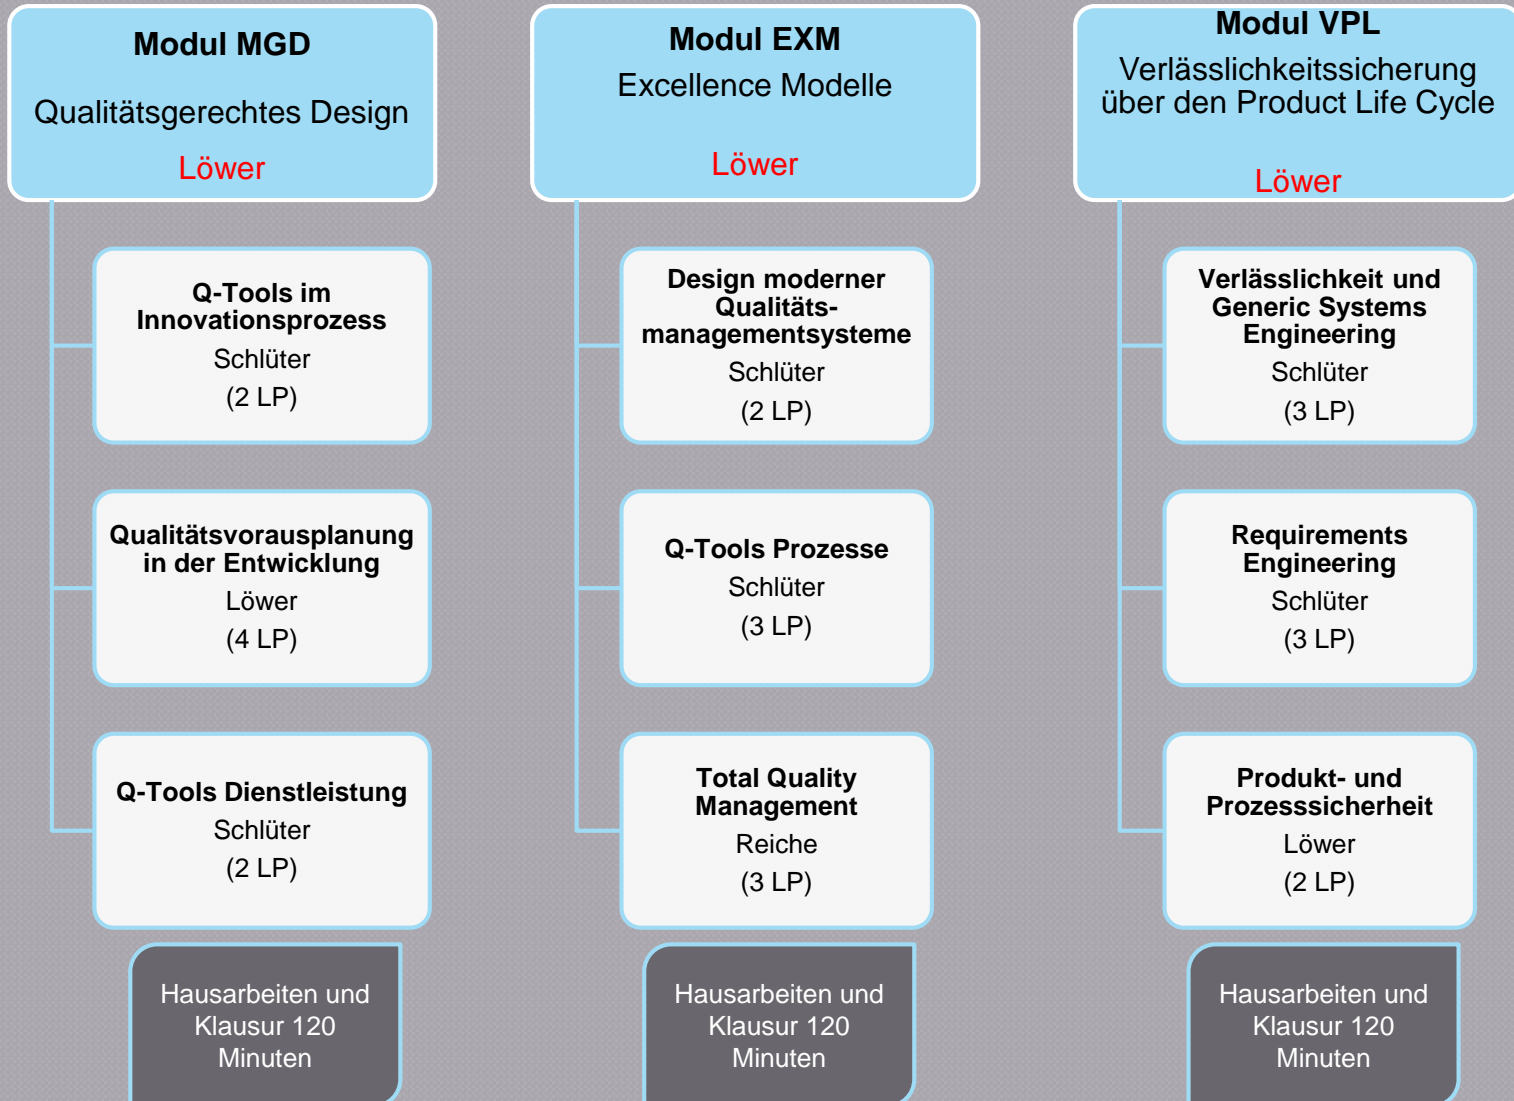 Modul MGD
Qualitätsgerechtes Design
Löwer
Q-Tools im
Innovationsprozess
Schlüter
(2 LP)
Qualitätsvorausplanung
in der Entwicklung
Löwer
(4 LP)
Q-Tools Dienstleistung
Schlüter
(2 LP)
Hausarbeiten und
Klausur 120
Minuten
Modul EXM
Excellence Modelle
Löwer
Design moderner
Qualitäts-
managementsysteme
Schlüter
(2 LP)
Q-Tools Prozesse
Schlüter
(3 LP)
Total Quality
Management
Reiche
(3 LP)
Hausarbeiten und
Klausur 120
Minuten
Modul VPL
Verlässlichkeitssicherung
über den Product Life Cycle
Löwer
Verlässlichkeit und
Generic Systems
Engineering
Schlüter
(3 LP)
Requirements
Engineering
Schlüter
(3 LP)
Produkt- und
Prozesssicherheit
Löwer
(2 LP)
Hausarbeiten und
Klausur 120
Minuten